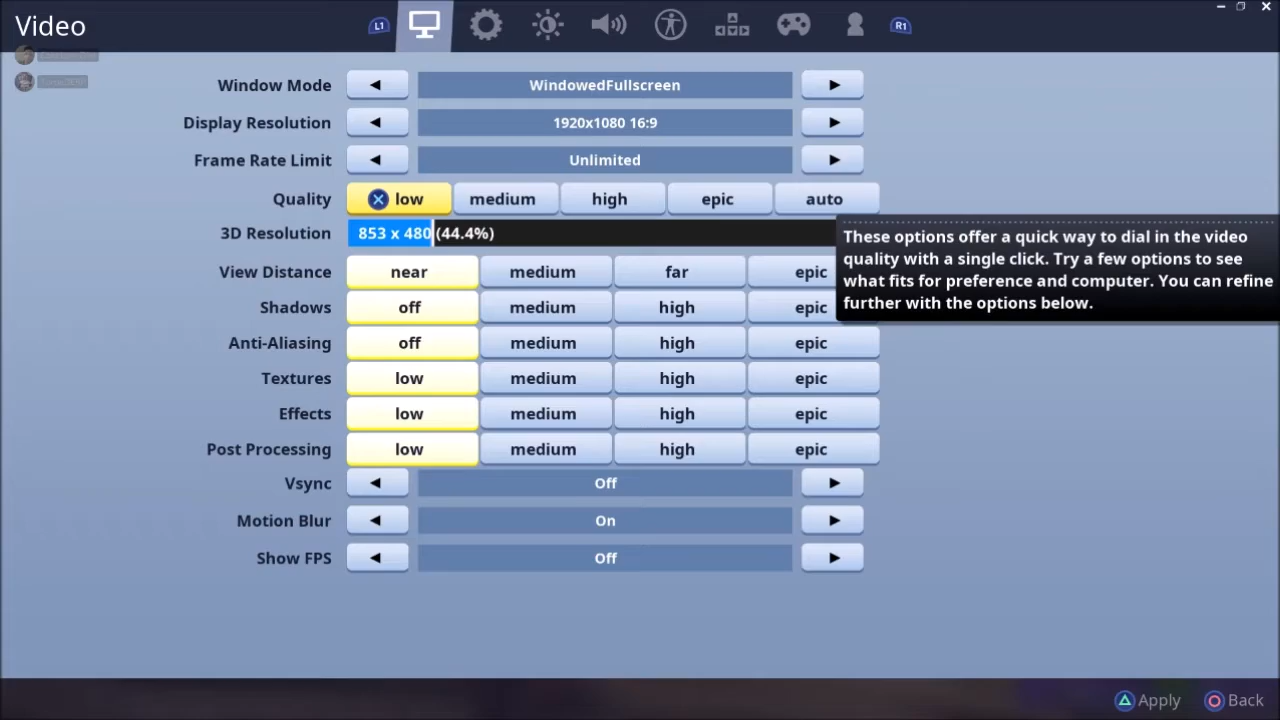 Video
L1
R1
Window Mode WindowedFullscreen
Display Resolution 1920x1080 16:9
Frame Rate Limit Unlimited
Quality low medium high epic auto
3D Resolution 853 x 480 (44.4%)
These options offer a quick way to dial in the video
quality with a single click. Try a few options to see
what fits for preference and computer. You can refine
further with the options below.
View Distance near medium far epic
Shadows off medium high epic
Anti-Aliasing off medium high epic
Textures low medium high epic
Effects low medium high epic
Post Processing low medium high epic
Vsync Off
Motion Blur On
Show FPS Off
Apply Back